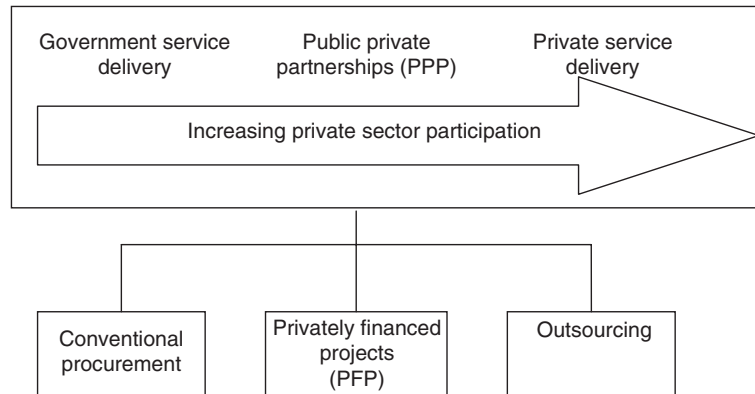 Government service
delivery
Public private
partnerships (PPP)
Private service
delivery
Increasing private sector participation
Conventional
procurement
Privately financed
projects
(PFP)
Outsourcing